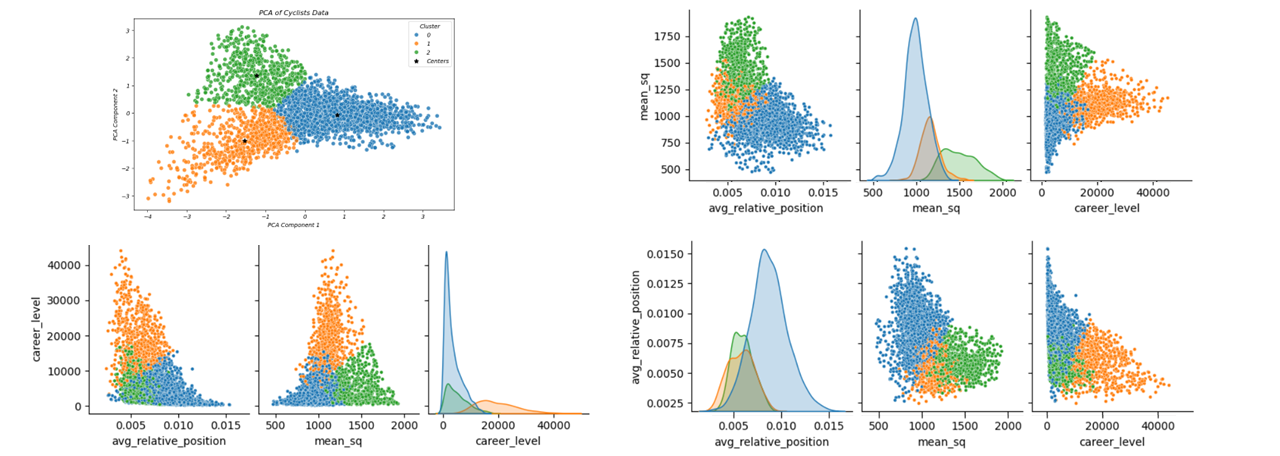 PCA of Cyclists Data
PCA Component 2
3
2
1
0
−1
−2
−3
−4 −3 −2 −1 0 1 2 3
PCA Component 1
Cluster
0
1
2
Centers
mean_sq
1750
1500
1250
1000
750
500
0.005 0.010 0.015 500 1000 1500 2000 0 20000 40000
avg_relative_position mean_sq career_level
career_level
40000
30000
20000
10000
0
0.005 0.010 0.015 500 1000 1500 2000 0 20000 40000
avg_relative_position mean_sq career_level
avg_relative_position
0.0150
0.0125
0.0100
0.0075
0.0050
0.0025
0.005 0.010 0.015 500 1000 1500 2000 0 20000 40000
avg_relative_position mean_sq career_level